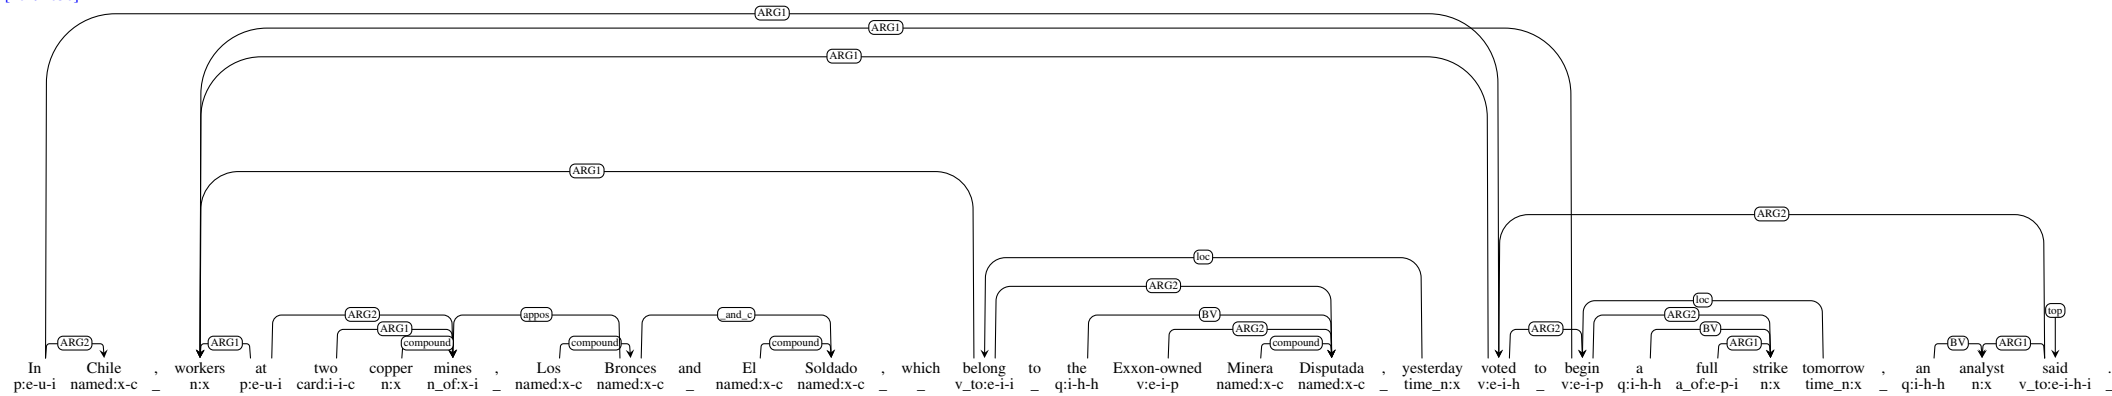 ARG1
ARG1
ARG1
ARG1
ARG2
loc
ARG2
loc
top
ARG2 appos _and_c BV ARG2
ARG1 ARG2 ARG2 BV
ARG2 ARG1 compound compound compound compound ARG1 BV ARG1
In Chile , workers at two copper mines , Los Bronces and El Soldado , which belong to the Exxon-owned Minera Disputada , yesterday voted to begin a full strike tomorrow , an analyst said .
p:e-u-i named:x-c _ n:x p:e-u-i card:i-i-c n:x n_of:x-i _ named:x-c named:x-c _ named:x-c named:x-c _ _ v_to:e-i-i _ q:i-h-h v:e-i-p named:x-c named:x-c _ time_n:x v:e-i-h _ v:e-i-p q:i-h-h a_of:e-p-i n:x time_n:x _ q:i-h-h n:x v_to:e-i-h-i _